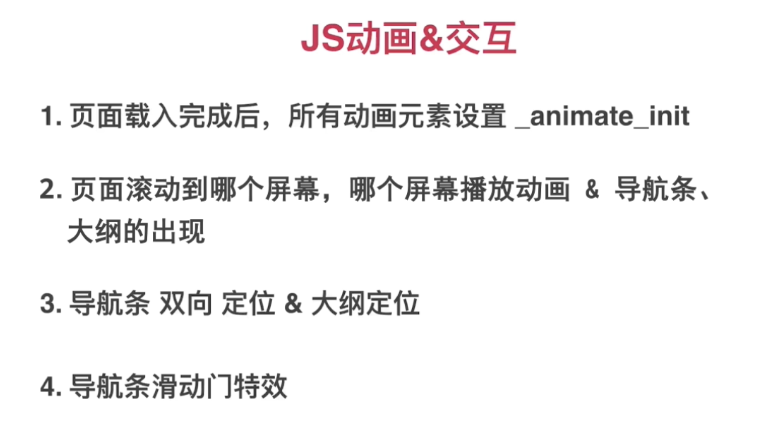 JS动画&交互
1. 页面载入完成后，所有动画元素设置 _animate_init
2. 页面滚动到哪个屏幕，哪个屏幕播放动画 & 导航条、
大纲的出现
3. 导航条 双向 定位 & 大纲定位
4. 导航条滑动门特效